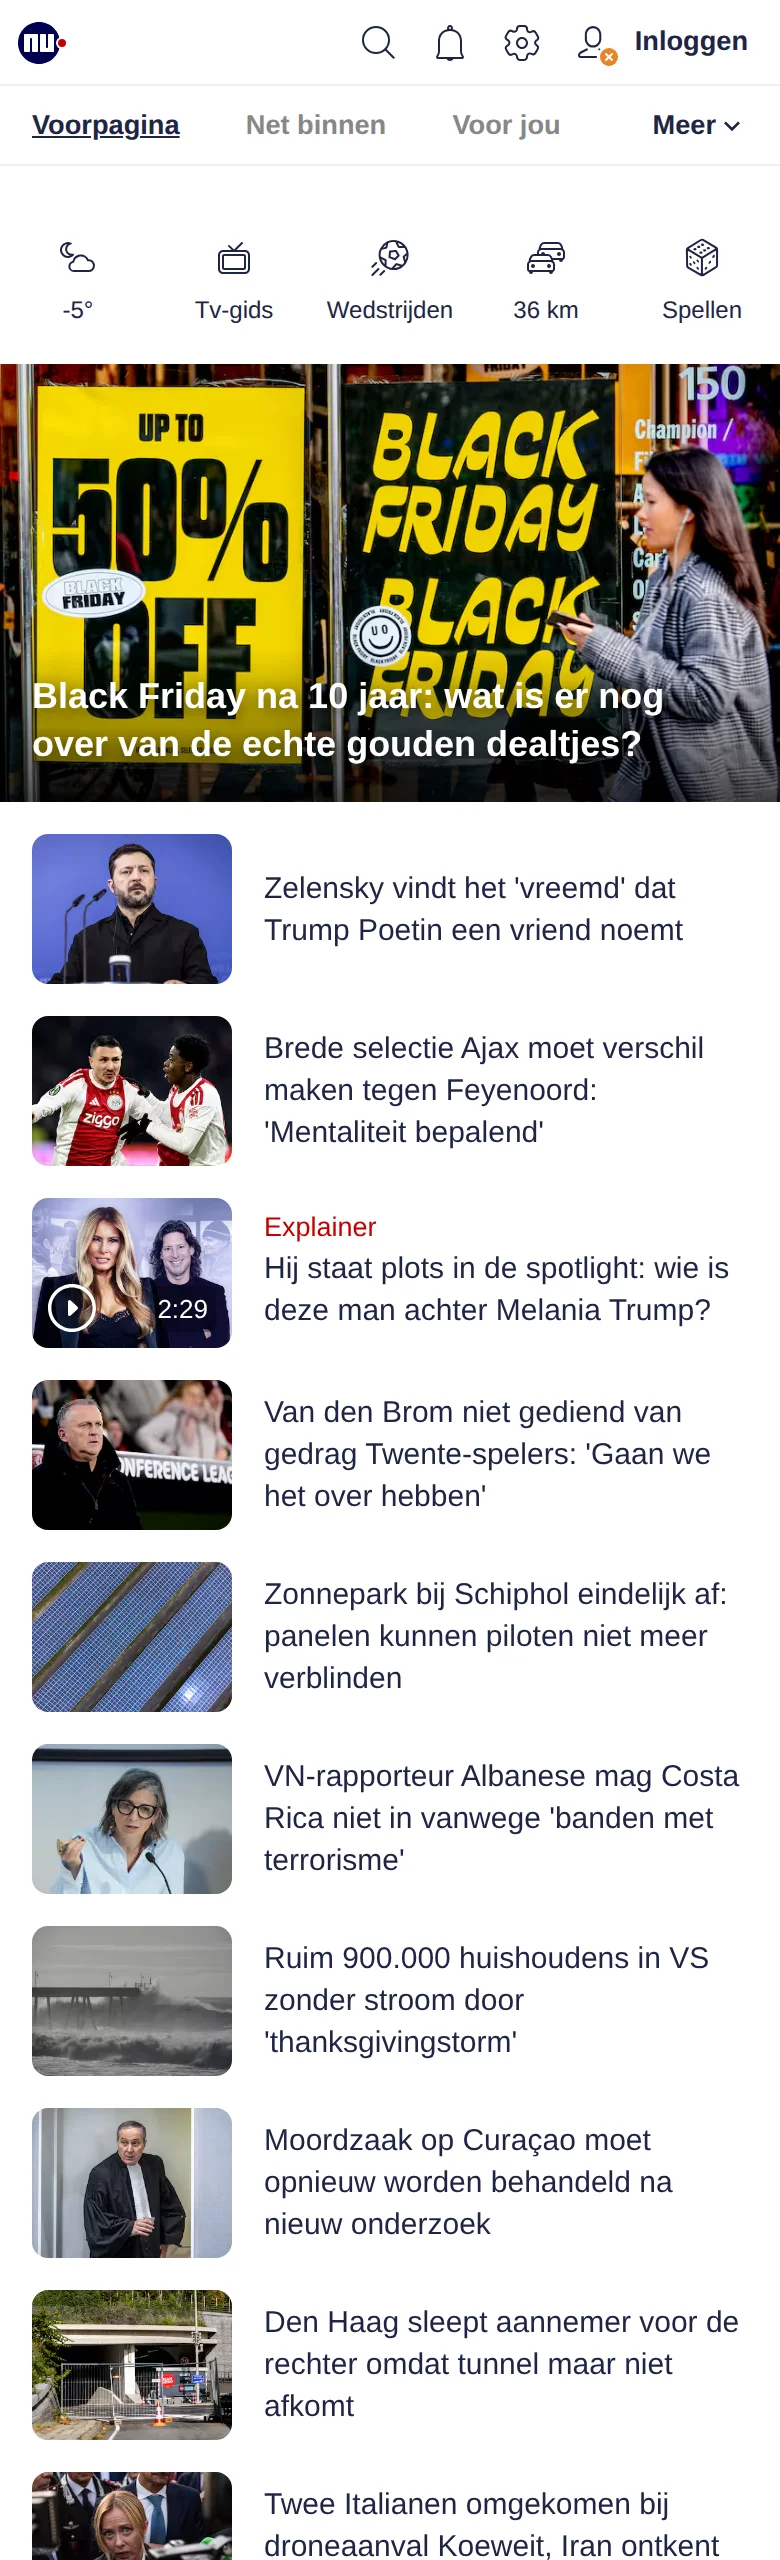 nu
Inloggen
Voorpagina
Net binnen
Voor jou
Meer
-5°
Tv-gids
Wedstrijden
36 km
Spellen
UP TO
50%
OFF
BLACK
FRIDAY
BLACK
FRIDAY
BLACK
FRIDAY
150
Champion /
Black Friday na 10 jaar: wat is er nog
over van de echte gouden dealtjes?
Zelensky vindt het 'vreemd' dat
Trump Poetin een vriend noemt
ziggo
Brede selectie Ajax moet verschil
maken tegen Feyenoord:
'Mentaliteit bepalend'
2:29
Explainer
Hij staat plots in de spotlight: wie is
deze man achter Melania Trump?
Van den Brom niet gediend van
gedrag Twente-spelers: 'Gaan we
het over hebben'
Zonnepark bij Schiphol eindelijk af:
panelen kunnen piloten niet meer
verblinden
VN-rapporteur Albanese mag Costa
Rica niet in vanwege 'banden met
terrorisme'
Ruim 900.000 huishoudens in VS
zonder stroom door
'thanksgivingstorm'
Moordzaak op Curaçao moet
opnieuw worden behandeld na
nieuw onderzoek
Den Haag sleept aannemer voor de
rechter omdat tunnel maar niet
afkomt
Twee Italianen omgekomen bij
droneaanval Koeweit, Iran ontkent